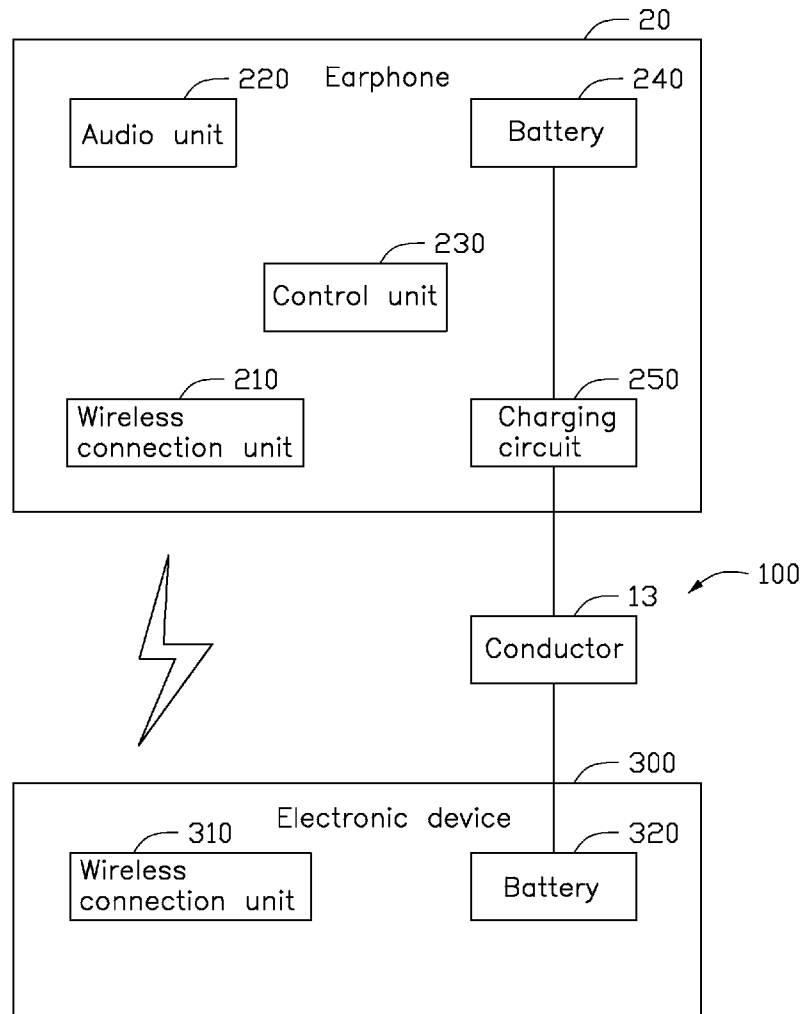 20
Earphone
220
240
Audio unit
Battery
230
Control unit
210
250
Wireless
connection unit
Charging
circuit
100
13
Conductor
300
Electronic device
310
320
Wireless
connection unit
Battery